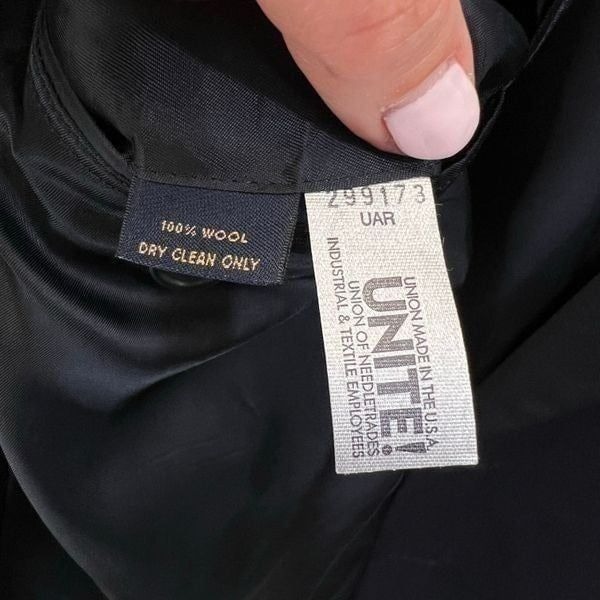 100% WOOL
DRY CLEAN ONLY
299173
UAR
UNION MADE IN THE U.S.A.
UNITE!
UNION OF NEEDLETRADES
INDUSTRIAL & TEXTILE EMPLOYEES